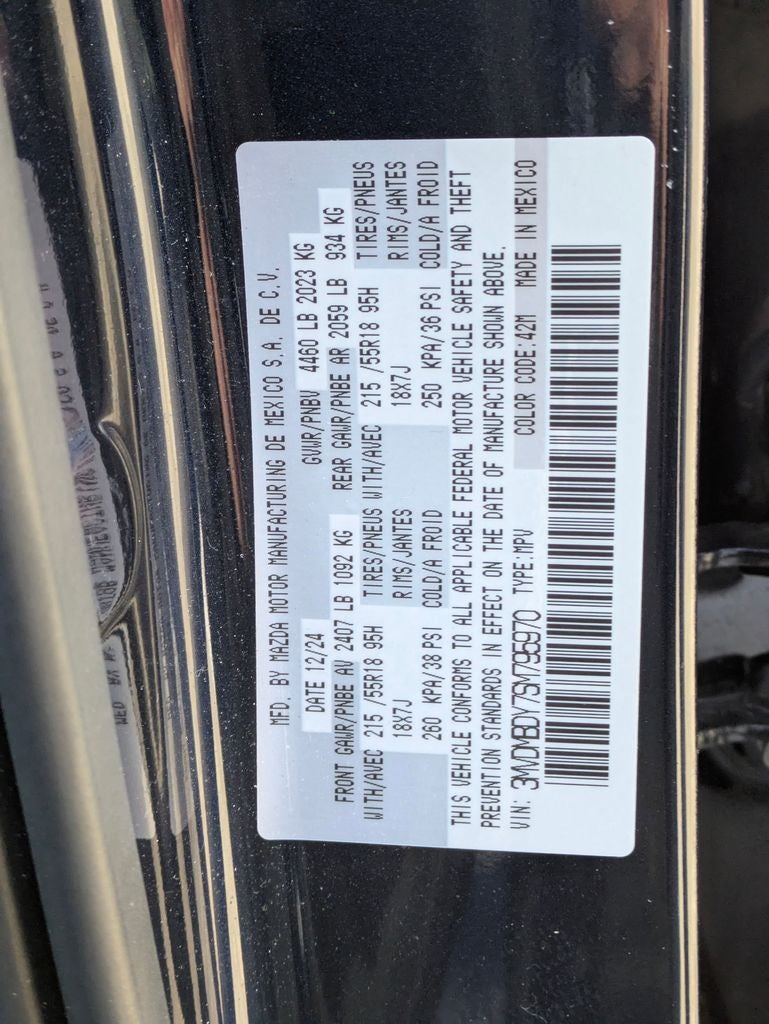 MFD. BY MAZDA MOTOR MANUFACTURING DE MEXICO S.A. DE C.V.
DATE 12/24 GVWR/PNBV 4460 LB 2023 KG
FRONT GAWR/PNBE AV 2407 LB 1092 KG REAR GAWR/PNBE AR 2059 LB 934 KG
WITH/AVEC 215 /55R18 95H TIRES/PNEUS WITH/AVEC 215 /55R18 95H TIRES/PNEUS
18X7J RIMS/JANTES 18X7J RIMS/JANTES
260 KPA/38 PSI COLD/A FROID 250 KPA/36 PSI COLD/A FROID
THIS VEHICLE CONFORMS TO ALL APPLICABLE FEDERAL MOTOR VEHICLE SAFETY AND THEFT
PREVENTION STANDARDS IN EFFECT ON THE DATE OF MANUFACTURE SHOWN ABOVE.
VIN: 3MVDMBDY7SM795970 TYPE:MPV COLOR CODE:42M MADE IN MEXICO